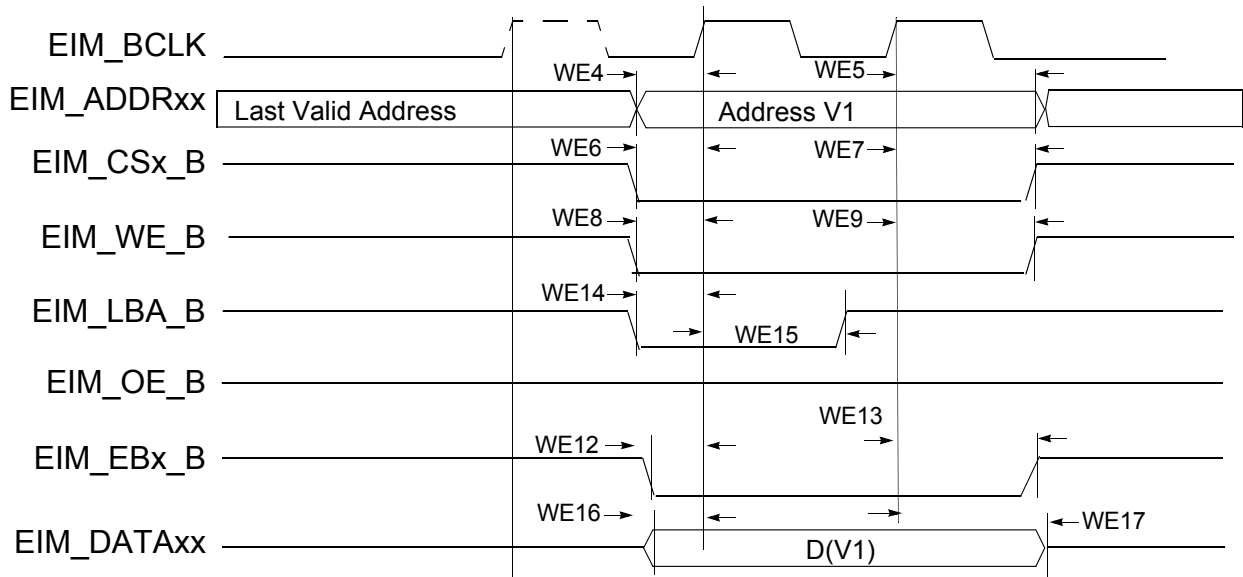 EIM_BCLK
WE4
WE5
EIM_ADDRxx
Last Valid Address
Address V1
WE6
WE7
EIM_CSx_B
WE8
WE9
EIM_WE_B
WE14
EIM_LBA_B
WE15
EIM_OE_B
WE13
WE12
EIM_EBx_B
WE16
WE17
EIM_DATAxx
D(V1)